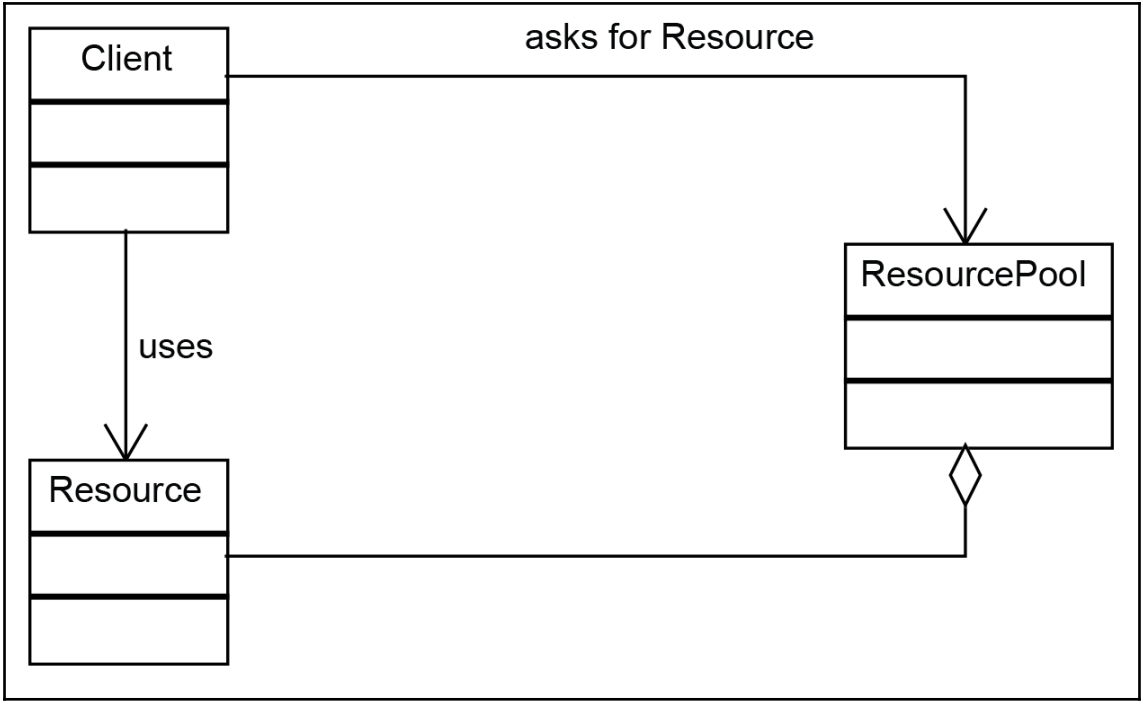 Client
asks for Resource
ResourcePool
uses
Resource